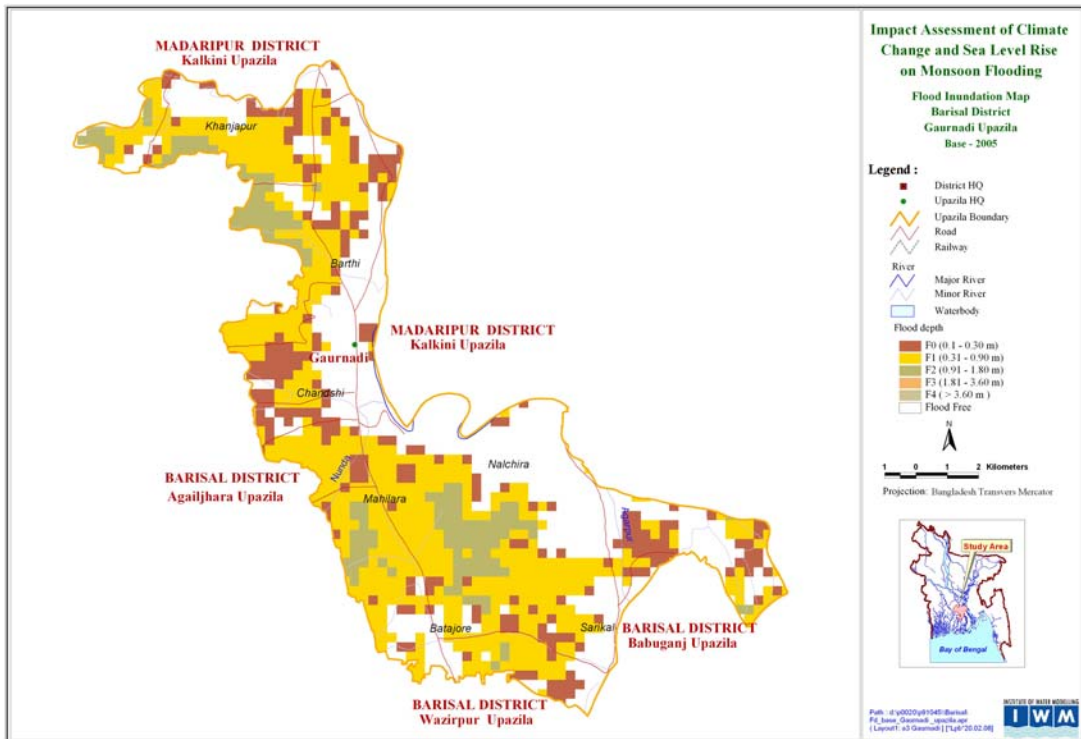 MADARIPUR DISTRICT
Kalkini Upazila
Khanjapur
Barthi
MADARIPUR DISTRICT
Kalkini Upazila
Gaurnadi
Chandshi
BARISAL DISTRICT
Agailjhara Upazila
Nunda
Mahilara
Nalchira
Batajore
Sarikal
BARISAL DISTRICT
Babuganj Upazila
BARISAL DISTRICT
Wazirpur Upazila
Impact Assessment of Climate
Change and Sea Level Rise
on Monsoon Flooding
Flood Inundation Map
Barisal District
Gaurnadi Upazila
Base - 2005
Legend :
District HQ
Upazila HQ
Upazila Boundary
Road
Railway
River
Major River
Minor River
Waterbody
Flood depth
F0 (0.1 - 0.30 m)
F1 (0.31 - 0.90 m)
F2 (0.91 - 1.80 m)
F3 (1.81 - 3.60 m)
F4 ( > 3.60 m )
Flood Free
N
1 0 1 2 Kilometers
Projection: Bangladesh Transvers Mercator
Study Area
Bay of Bengal
INSTITUTE OF WATER MODELLING
IWM